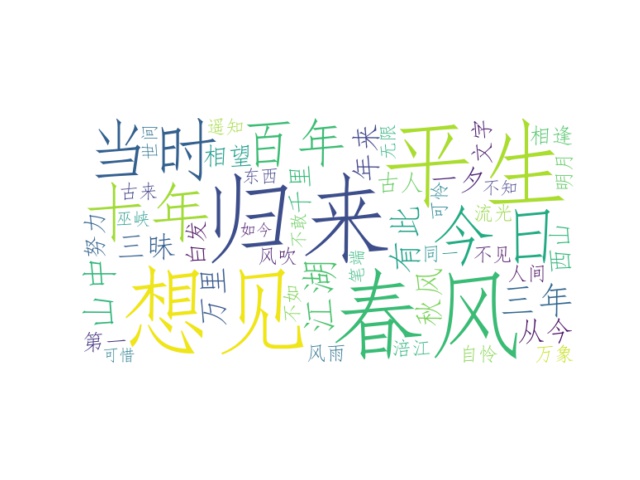 当时
世间
遥知
相望
百年
年来
无限
平生
文字
相逢
明月
古来
巫峡
十年
东西
归来
如今
不敢
千里
古人
可怜
一夕
不知
流光
努力
山中
三昧
白发
风吹
笔端
有此
同一
今日
不见
西山
人间
想见
万里
不如
江湖
春风
秋风
三年
从今
第一
可惜
风雨
涪江
自怜
万象